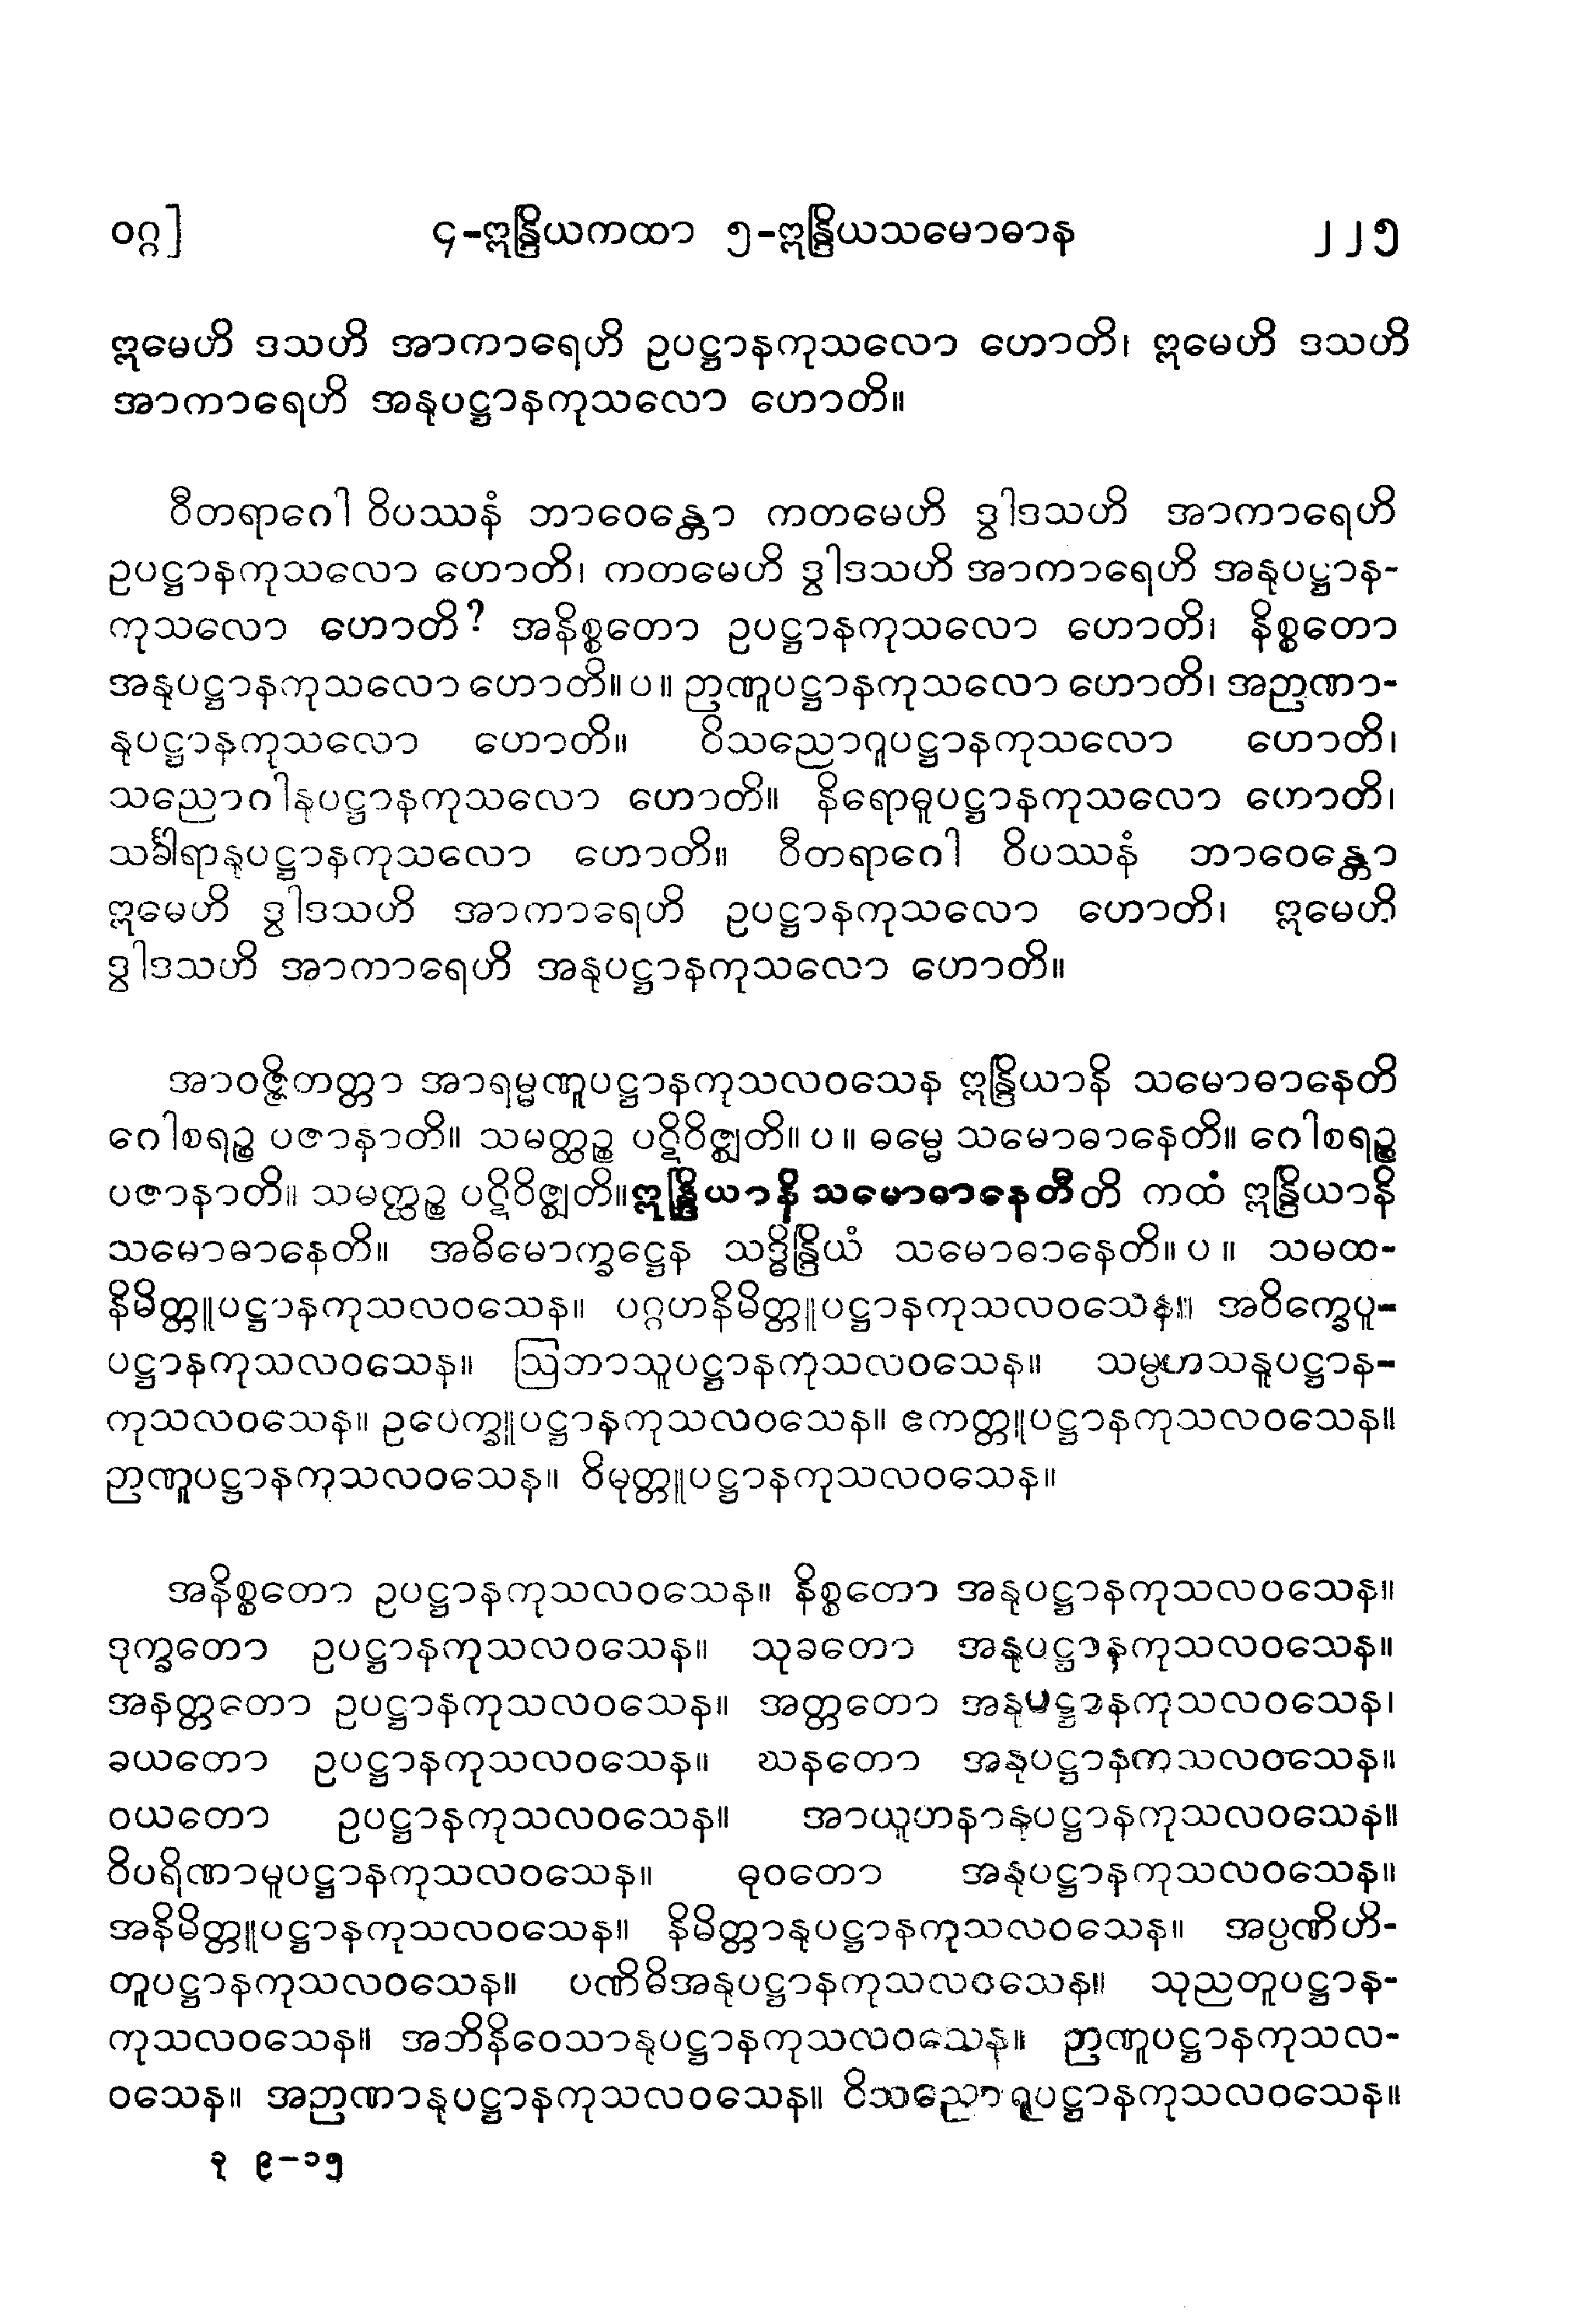 ဝဂ္ဂ] ၄-ဣန္ဒြိယကထာ ၅-ဣန္ဒြိယသမောဓာန ၂၂၅
ဣမေဟိ ဒသဟိ အာကာရေဟိ ဥပဋ္ဌာနကုသလော ဟောတိ၊ ဣမေဟိ ဒသဟိ
အာကာရေဟိ အနုပဋ္ဌာနကုသလော ဟောတိ။
ဝီတရာဂေါ ဝိပဿနံ ဘာဝေန္တော ကတမေဟိ ဒွါဒသဟိ အာကာရေဟိ
ဥပဋ္ဌာနကုသလော ဟောတိ၊ ကတမေဟိ ဒွါဒသဟိ အာကာရေဟိ အနုပဋ္ဌာန-
ကုသလော ဟောတိ? အနိစ္စတော ဥပဋ္ဌာနကုသလော ဟောတိ၊ နိစ္စတော
အနုပဋ္ဌာနကုသလော ဟောတိ။ ပ ။ ဉာဏူပဋ္ဌာနကုသလော ဟောတိ၊ အဉာဏာ-
နုပဋ္ဌာနကုသလော ဟောတိ။ ဝိသညောဂူပဋ္ဌာနကုသလော ဟောတိ၊
သညောဂါနုပဋ္ဌာနကုသလော ဟောတိ။ နိရောဓူပဋ္ဌာနကုသလော ဟောတိ၊
သင်္ခါရာနုပဋ္ဌာနကုသလော ဟောတိ။ ဝီတရာဂေါ ဝိပဿနံ ဘာဝေန္တော
ဣမေဟိ ဒွါဒသဟိ အာကာရေဟိ ဥပဋ္ဌာနကုသလော ဟောတိ၊ ဣမေဟိ
ဒွါဒသဟိ အာကာရေဟိ အနုပဋ္ဌာနကုသလော ဟောတိ။
အာဝဇ္ဇိတတ္တာ အာရမ္မဏူပဋ္ဌာနကုသလဝသေန ဣန္ဒြိယာနိ သမောဓာနေတိ
ဂေါစရဉ္စ ပဇာနာတိ။ သမတ္ထဉ္စ ပဋိဝိဇ္ဈတိ။ ပ ။ ဓမ္မေ သမောဓာနေတိ။ ဂေါစရဉ္စ
ပဇာနာတိ။ သမတ္ထဉ္စ ပဋိဝိဇ္ဈတိ။ ဣန္ဒြိယာနိ သမောဓာနေတီတိ ကထံ ဣန္ဒြိယာနိ
သမောဓာနေတိ။ အဓိမောက္ခဋ္ဌေန သဒ္ဓိန္ဒြိယံ သမောဓာနေတိ။ ပ ။ သမထ-
နိမိတ္တူပဋ္ဌာနကုသလဝသေန။ ပဂ္ဂဟနိမိတ္တူပဋ္ဌာနကုသလဝသေန။ အဝိက္ခေပူ-
ပဋ္ဌာနကုသလဝသေန။ ဩဘာသူပဋ္ဌာနကုသလဝသေန။ သမ္ပဟံသနူပဋ္ဌာန-
ကုသလဝသေန။ ဥပေက္ခူပဋ္ဌာနကုသလဝသေန။ ဧကတ္တူပဋ္ဌာနကုသလဝသေန။
ဉာဏူပဋ္ဌာနကုသလဝသေန။ ဝိမုတ္တူပဋ္ဌာနကုသလဝသေန။
အနိစ္စတော ဥပဋ္ဌာနကုသလဝသေန။ နိစ္စတော အနုပဋ္ဌာနကုသလဝသေန။
ဒုက္ခတော ဥပဋ္ဌာနကုသလဝသေန။ သုခတော အနုပဋ္ဌာနကုသလဝသေန။
အနတ္တတော ဥပဋ္ဌာနကုသလဝသေန။ အတ္တတော အနုပဋ္ဌာနကုသလဝသေန၊
ခယတော ဥပဋ္ဌာနကုသလဝသေန။ ဃနတော အနုပဋ္ဌာနကုသလဝသေန။
ဝယတော ဥပဋ္ဌာနကုသလဝသေန။ အာယူဟနာနုပဋ္ဌာနကုသလဝသေန။
ဝိပရိဏာမူပဋ္ဌာနကုသလဝသေန။ ဓုဝတော အနုပဋ္ဌာနကုသလဝသေန။
အနိမိတ္တူပဋ္ဌာနကုသလဝသေန။ နိမိတ္တာနုပဋ္ဌာနကုသလဝသေန။ အပ္ပဏိဟိ-
တူပဋ္ဌာနကုသလဝသေန။ ပဏိဓိအနုပဋ္ဌာနကုသလဝသေန။ သုညတူပဋ္ဌာန-
ကုသလဝသေန။ အဘိနိဝေသာနုပဋ္ဌာနကုသလဝသေန။ ဉာဏူပဋ္ဌာနကုသလ-
ဝသေန။ အဉာဏာနုပဋ္ဌာနကုသလဝသေန။ ဝိသညောဂူပဋ္ဌာနကုသလဝသေန။
ခု ၉-၁၅